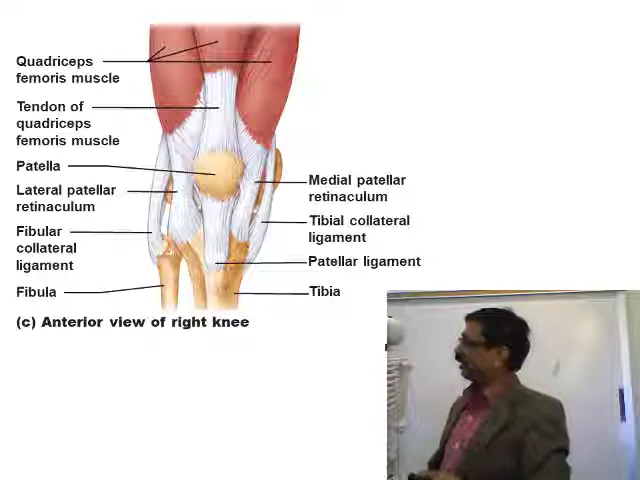 Quadriceps
femoris muscle
Tendon of
quadriceps
femoris muscle
Patella
Lateral patellar
retinaculum
Fibular
collateral
ligament
Fibula
Medial patellar
retinaculum
Tibial collateral
ligament
Patellar ligament
Tibia
(c) Anterior view of right knee